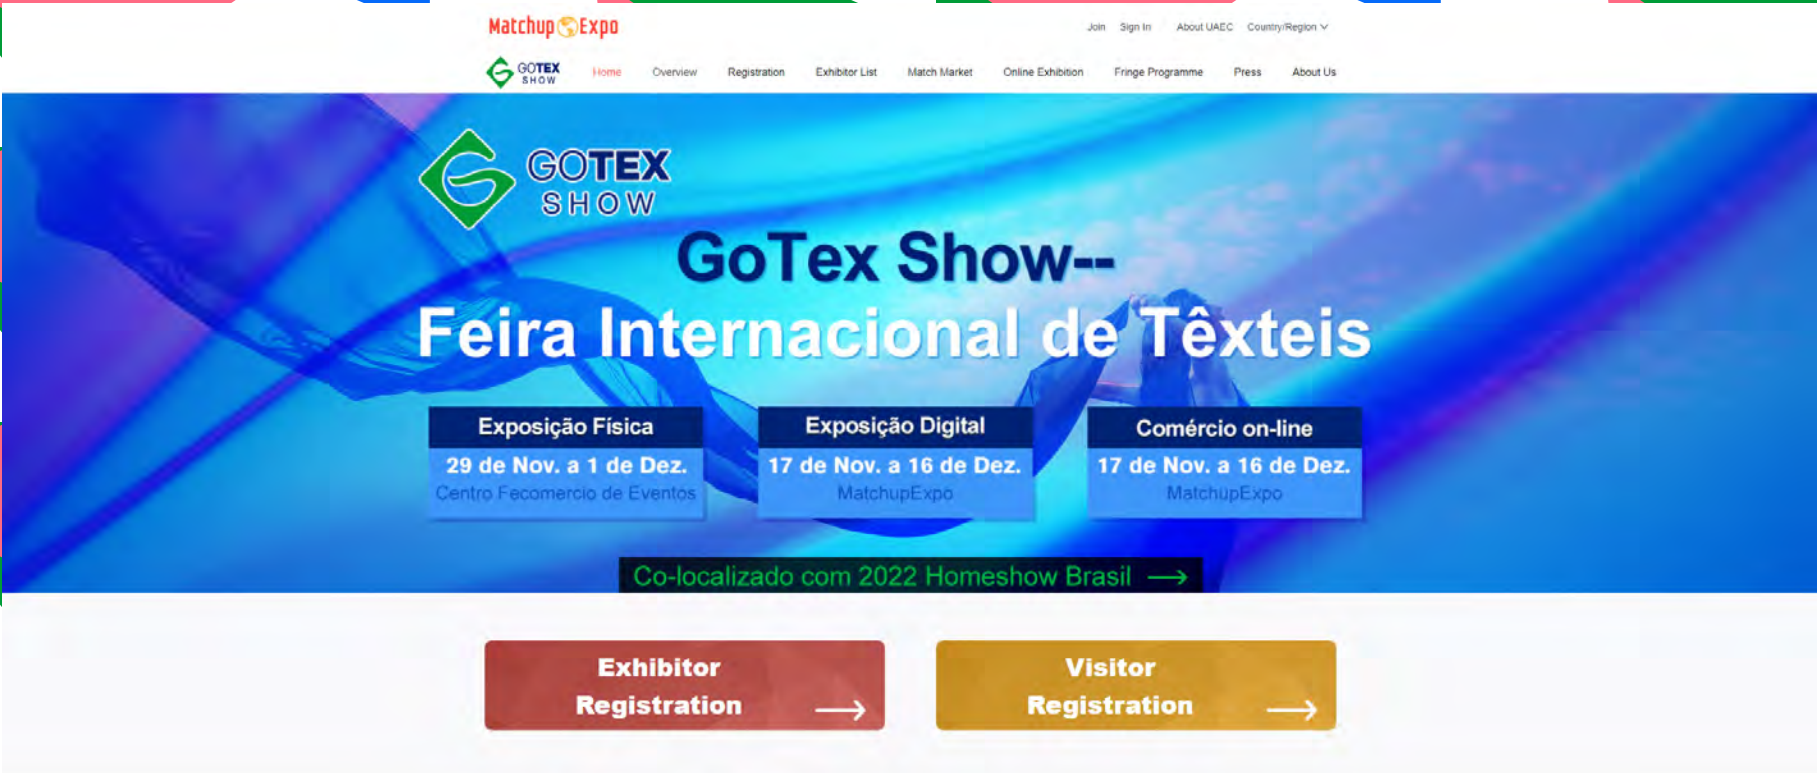 Matchup Expo
Join Sign In About UAEC Country/Region
GOTEX
SHOW
Home Overview Registration Exhibitor List Match Market Online Exhibition Fringe Programme Press About Us
GOTEX
SHOW
GoTex Show--
Feira Internacional de Têxteis
Exposição Física
29 de Nov. a 1 de Dez.
Centro Fecomercio de Eventos
Exposição Digital
17 de Nov. a 16 de Dez.
MatchupExpo
Comércio on-line
17 de Nov. a 16 de Dez.
MatchupExpo
Co-localizado com 2022 Homeshow Brasil
Exhibitor
Registration
Visitor
Registration